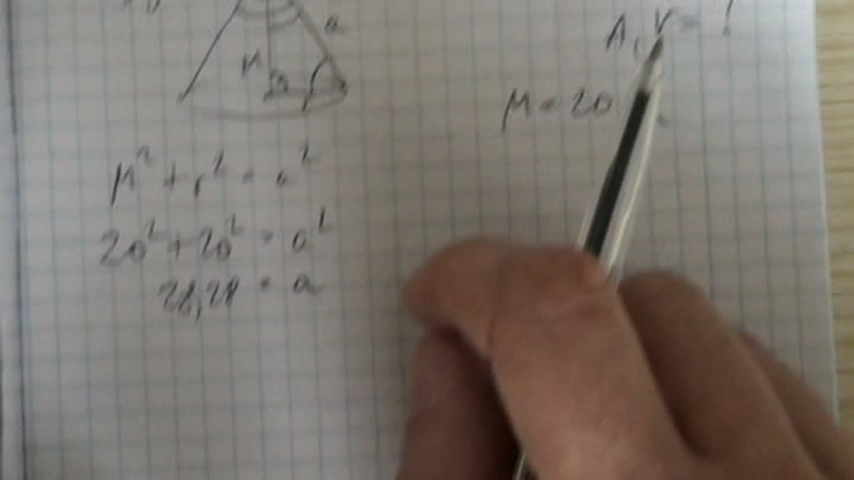 a
M
A, V = ?
M = 20
M² + r² = a²
20² + 20² = a²
28,28 = a